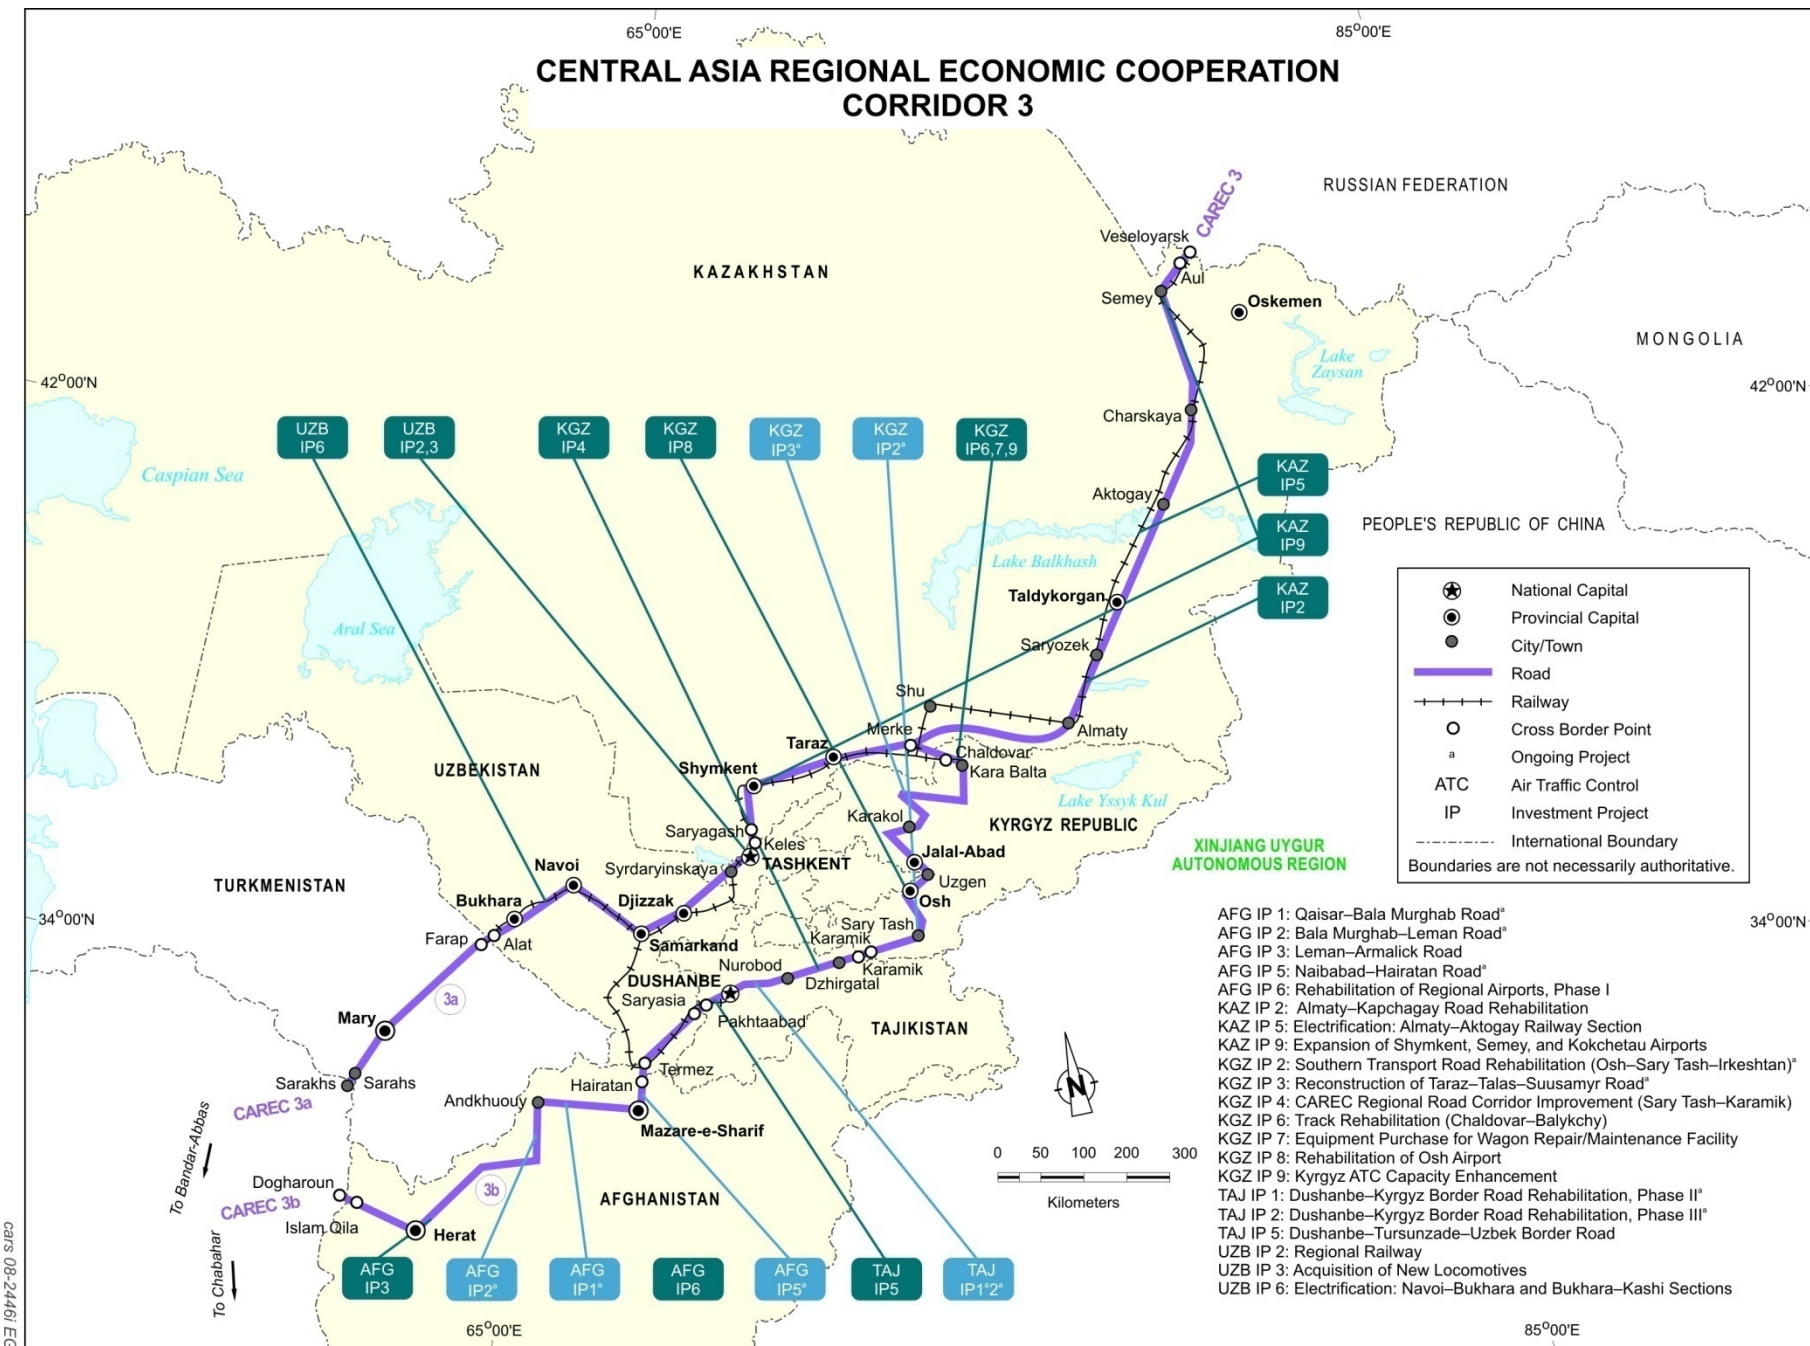 65⁰00'E
85⁰00'E
CENTRAL ASIA REGIONAL ECONOMIC COOPERATION
CORRIDOR 3
CAREC 3
RUSSIAN FEDERATION
Veseloyarsk
Aul
KAZAKHSTAN
Semey
Oskemen
MONGOLIA
Lake
Zaysan
42⁰00'N
42⁰00'N
Charskaya
UZB
IP6
UZB
IP2,3
KGZ
IP4
KGZ
IP8
KGZ
IP3ᵃ
KGZ
IP2ᵃ
KGZ
IP6,7,9
Caspian Sea
KAZ
IP5
Aktogay
PEOPLE'S REPUBLIC OF CHINA
KAZ
IP9
Lake Balkhash
KAZ
IP2
Taldykorgan
Aral Sea
Saryozek
National Capital
Provincial Capital
City/Town
Road
Railway
Cross Border Point
ᵃ Ongoing Project
ATC Air Traffic Control
IP Investment Project
International Boundary
Boundaries are not necessarily authoritative.
Shu
Merke
Almaty
Taraz
Chaldovar
Kara Balta
UZBEKISTAN
Shymkent
Lake Yssyk Kul
Karakol
KYRGYZ REPUBLIC
Saryagash
Keles
XINJIANG UYGUR
AUTONOMOUS REGION
TASHKENT
Jalal-Abad
Syrdaryinskaya
Navoi
Uzgen
TURKMENISTAN
Bukhara
Djizzak
Osh
34⁰00'N
34⁰00'N
Sary Tash
Farap
Alat
Samarkand
Karamik
Karamik
Nurobod
DUSHANBE
Dzhirgatal
Saryasia
3a
Mary
Pakhtaabad
TAJIKISTAN
Termez
Sarakhs
Sarahs
Hairatan
CAREC 3a
Andkhuouy
Mazare-e-Sharif
N
To Bandar-Abbas
Dogharoun
CAREC 3b
3b
AFGHANISTAN
Islam Qila
Herat
0 50 100 200 300
Kilometers
To Chabahar
AFG
IP3
AFG
IP2ᵃ
AFG
IP1ᵃ
AFG
IP6
AFG
IP5ᵃ
TAJ
IP5
TAJ
IP1ᵃ2ᵃ
AFG IP 1: Qaisar–Bala Murghab Roadᵃ
AFG IP 2: Bala Murghab–Leman Roadᵃ
AFG IP 3: Leman–Armalick Road
AFG IP 5: Naibabad–Hairatan Roadᵃ
AFG IP 6: Rehabilitation of Regional Airports, Phase I
KAZ IP 2: Almaty–Kapchagay Road Rehabilitation
KAZ IP 5: Electrification: Almaty–Aktogay Railway Section
KAZ IP 9: Expansion of Shymkent, Semey, and Kokchetau Airports
KGZ IP 2: Southern Transport Road Rehabilitation (Osh–Sary Tash–Irkeshtan)ᵃ
KGZ IP 3: Reconstruction of Taraz–Talas–Suusamyr Roadᵃ
KGZ IP 4: CAREC Regional Road Corridor Improvement (Sary Tash–Karamik)
KGZ IP 6: Track Rehabilitation (Chaldovar–Balykchy)
KGZ IP 7: Equipment Purchase for Wagon Repair/Maintenance Facility
KGZ IP 8: Rehabilitation of Osh Airport
KGZ IP 9: Kyrgyz ATC Capacity Enhancement
TAJ IP 1: Dushanbe–Kyrgyz Border Road Rehabilitation, Phase IIᵃ
TAJ IP 2: Dushanbe–Kyrgyz Border Road Rehabilitation, Phase IIIᵃ
TAJ IP 5: Dushanbe–Tursunzade–Uzbek Border Road
UZB IP 2: Regional Railway
UZB IP 3: Acquisition of New Locomotives
UZB IP 6: Electrification: Navoi–Bukhara and Bukhara–Kashi Sections
65⁰00'E
85⁰00'E
cars 08-2446i EG